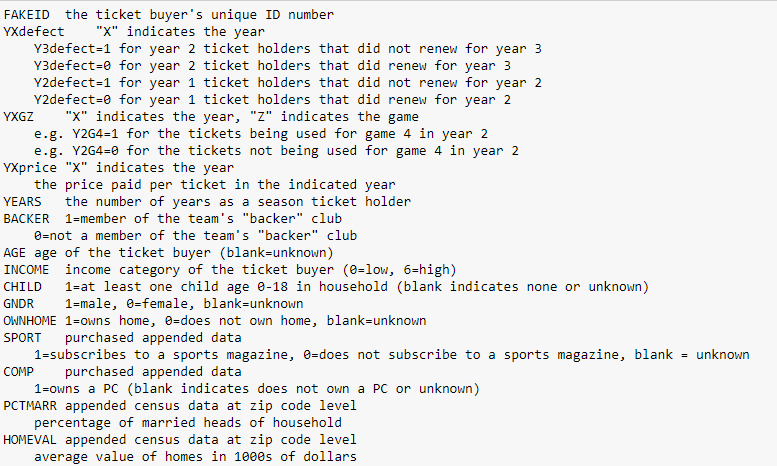 FAKEID the ticket buyer's unique ID number
YXdefect "X" indicates the year
Y3defect=1 for year 2 ticket holders that did not renew for year 3
Y3defect=0 for year 2 ticket holders that did renew for year 3
Y2defect=1 for year 1 ticket holders that did not renew for year 2
Y2defect=0 for year 1 ticket holders that did renew for year 2
YXGZ "X" indicates the year, "Z" indicates the game
e.g. Y2G4=1 for the tickets being used for game 4 in year 2
e.g. Y2G4=0 for the tickets not being used for game 4 in year 2
YXprice "X" indicates the year
the price paid per ticket in the indicated year
YEARS the number of years as a season ticket holder
BACKER 1=member of the team's "backer" club
0=not a member of the team's "backer" club
AGE age of the ticket buyer (blank=unknown)
INCOME income category of the ticket buyer (0=low, 6=high)
CHILD 1=at least one child age 0-18 in household (blank indicates none or unknown)
GNDR 1=male, 0=female, blank=unknown
OWNHOME 1=owns home, 0=does not own home, blank=unknown
SPORT purchased appended data
1=subscribes to a sports magazine, 0=does not subscribe to a sports magazine, blank = unknown
COMP purchased appended data
1=owns a PC (blank indicates does not own a PC or unknown)
PCTMARR appended census data at zip code level
percentage of married heads of household
HOMEVAL appended census data at zip code level
average value of homes in 1000s of dollars